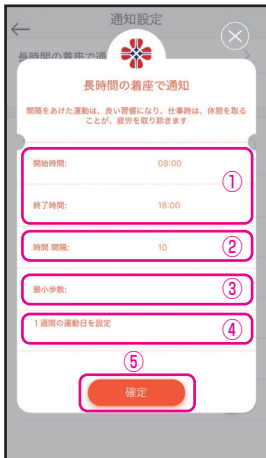 通知設定
長時間の着座で通
長時間の着座で通知
間隔をあけた運動は、良い習慣になり、仕事時は、休憩を取る
ことが、疲労を取り除きます
開始時間: 08:00
①
終了時間: 18:00
時間 間隔: 10 ②
最小歩数: ③
1週間の運動日を設定 ④
⑤
確定